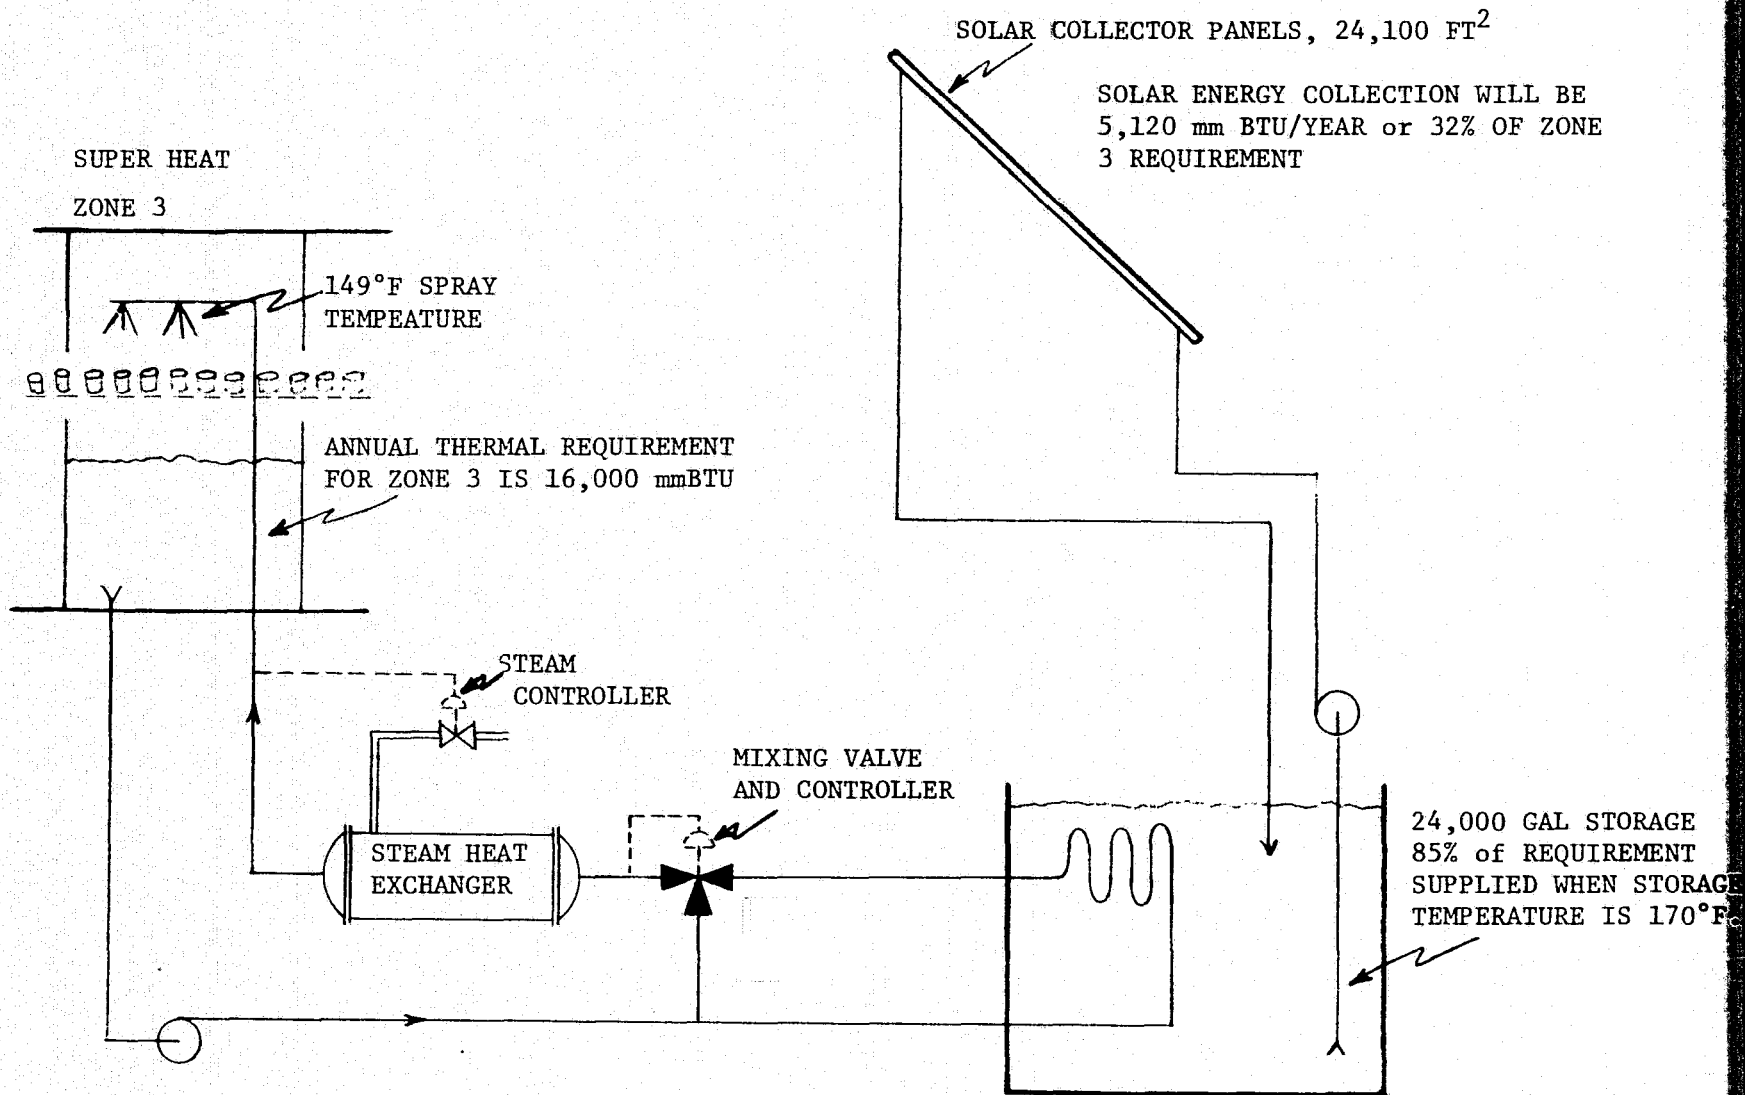 SOLAR COLLECTOR PANELS, 24,100 FT2
SOLAR ENERGY COLLECTION WILL BE
5,120 mm BTU/YEAR or 32% OF ZONE
3 REQUIREMENT
SUPER HEAT
ZONE 3
149°F SPRAY
TEMPEATURE
ANNUAL THERMAL REQUIREMENT
FOR ZONE 3 IS 16,000 mmBTU
STEAM
CONTROLLER
MIXING VALVE
AND CONTROLLER
STEAM HEAT
EXCHANGER
24,000 GAL STORAGE
85% of REQUIREMENT
SUPPLIED WHEN STORAGE
TEMPERATURE IS 170°F